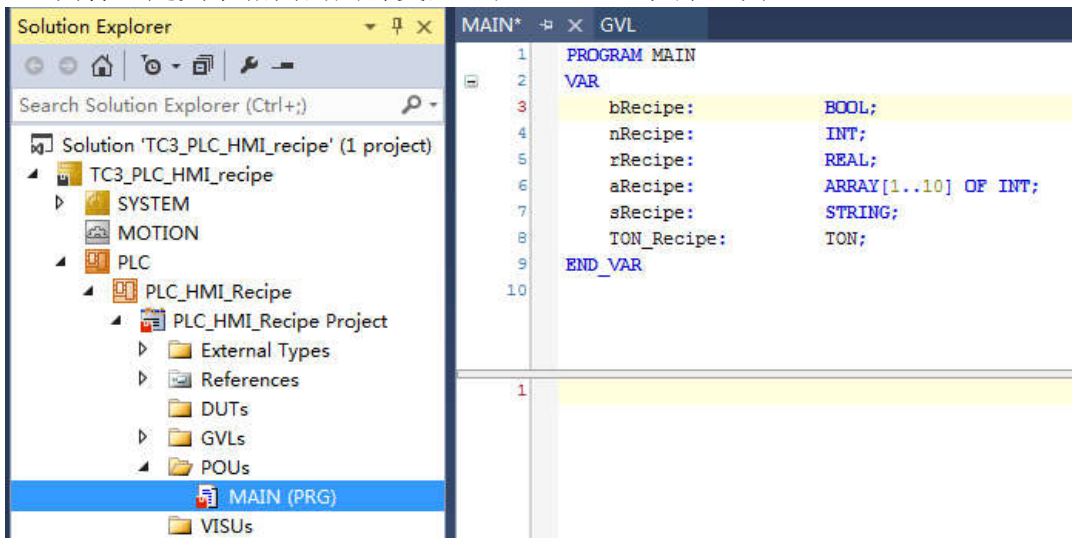 Solution Explorer
Search Solution Explorer (Ctrl+;)
Solution 'TC3_PLC_HMI_recipe' (1 project)
TC3_PLC_HMI_recipe
SYSTEM
MOTION
PLC
PLC_HMI_Recipe
PLC_HMI_Recipe Project
External Types
References
DUTs
GVLs
POUs
MAIN (PRG)
VISUs
MAIN* GVL
1 PROGRAM MAIN
2 VAR
3 bRecipe: BOOL;
4 nRecipe: INT;
5 rRecipe: REAL;
6 aRecipe: ARRAY[1..10] OF INT;
7 sRecipe: STRING;
8 TON_Recipe: TON;
9 END_VAR
10
1